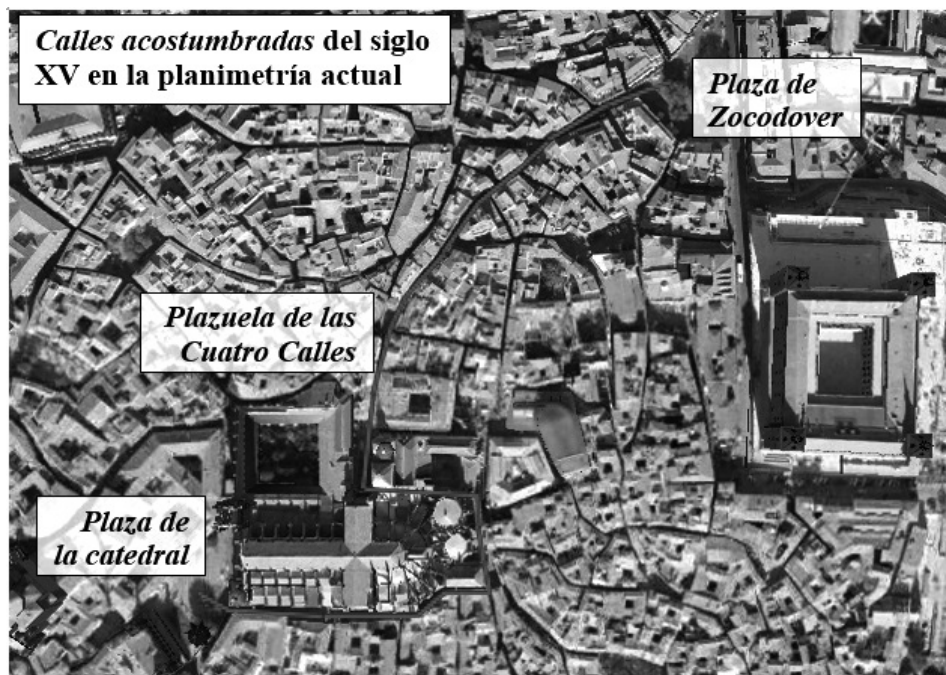 Calles acostumbradas del siglo
XV en la planimetría actual
Plaza de
Zocodover
Plazuela de las
Cuatro Calles
Plaza de
la catedral